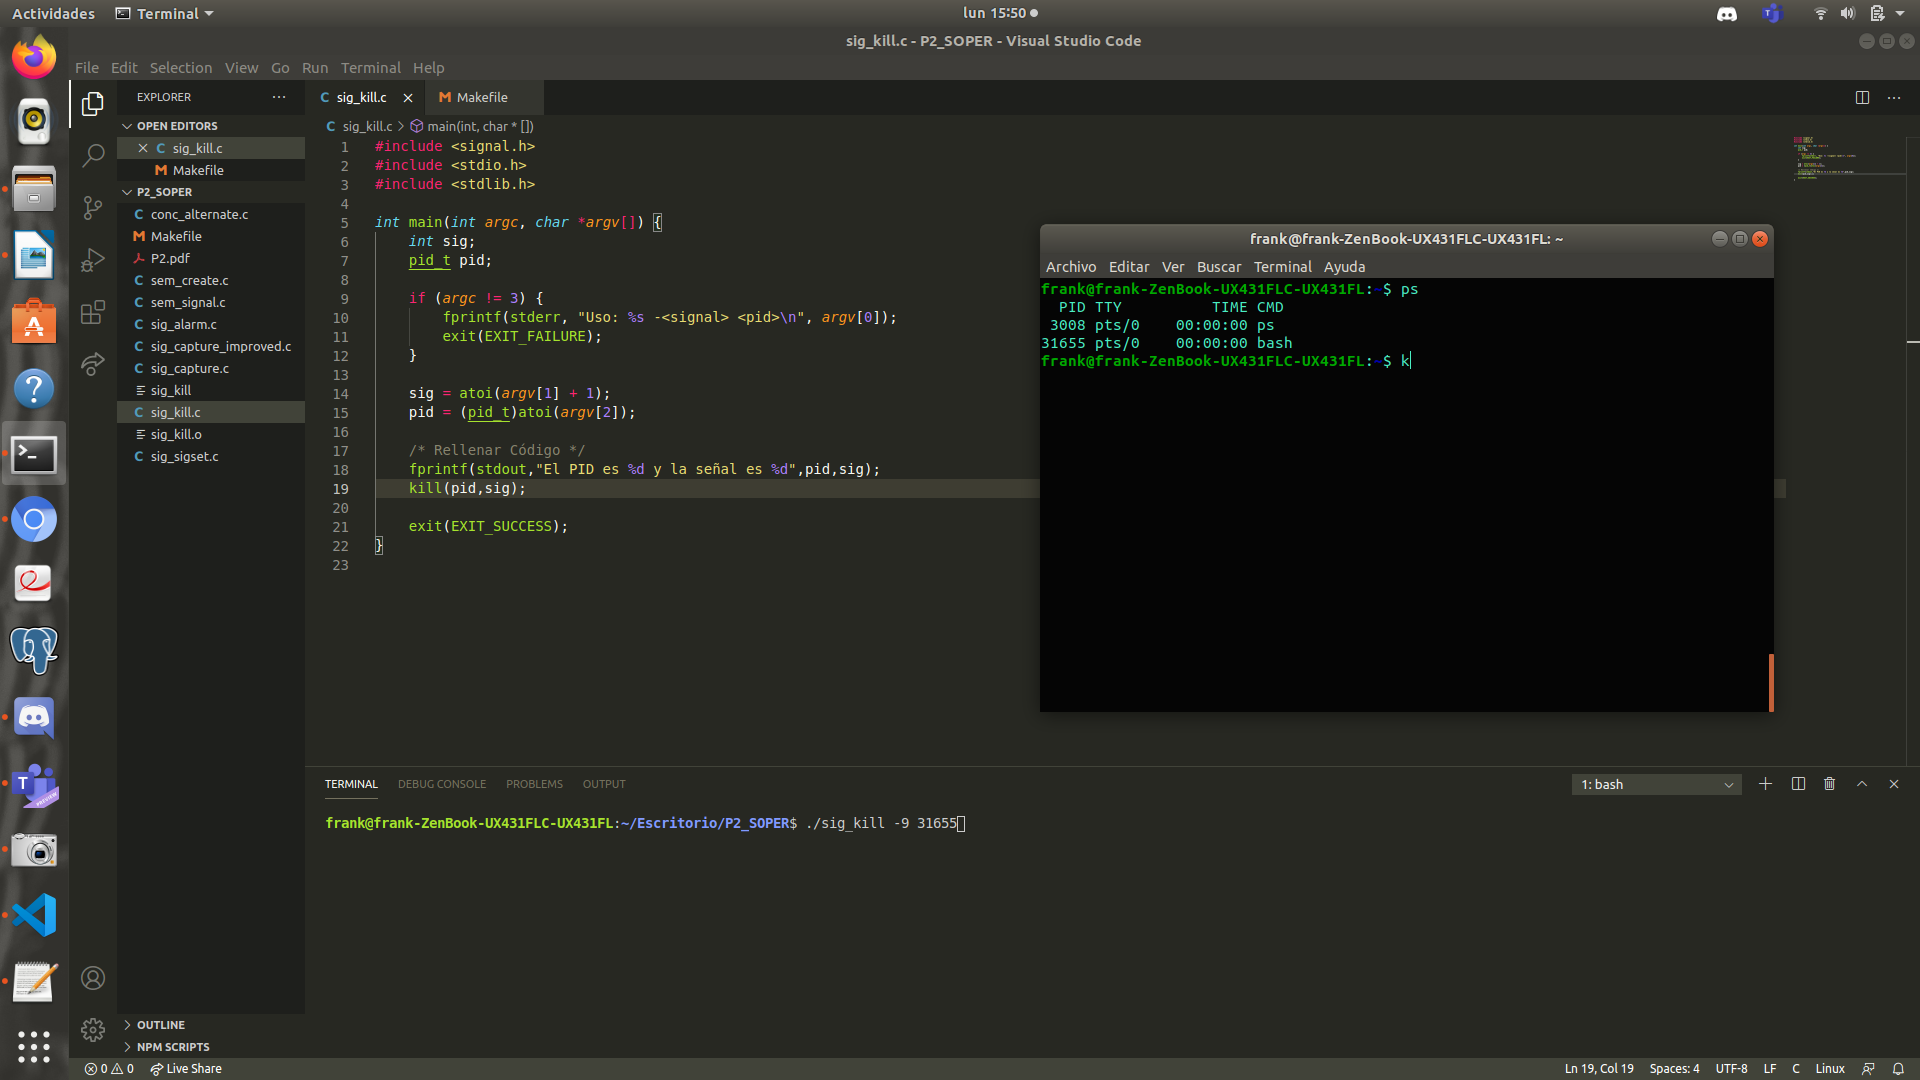 Actividades Terminal lun 15:50
sig_kill.c - P2_SOPER - Visual Studio Code
File Edit Selection View Go Run Terminal Help
EXPLORER ···
OPEN EDITORS
sig_kill.c
Makefile
P2_SOPER
conc_alternate.c
Makefile
P2.pdf
sem_create.c
sem_signal.c
sig_alarm.c
sig_capture_improved.c
sig_capture.c
sig_kill
sig_kill.c
sig_kill.o
sig_sigset.c
OUTLINE
NPM SCRIPTS
sig_kill.c Makefile
sig_kill.c > main(int, char * [])
1 #include <signal.h>
2 #include <stdio.h>
3 #include <stdlib.h>
4
5 int main(int argc, char *argv[]) {
6 int sig;
7 pid_t pid;
8
9 if (argc != 3) {
10 fprintf(stderr, "Uso: %s -<signal> <pid>\n", argv[0]);
11 exit(EXIT_FAILURE);
12 }
13
14 sig = atoi(argv[1] + 1);
15 pid = (pid_t)atoi(argv[2]);
16
17 /* Rellenar Código */
18 fprintf(stdout,"El PID es %d y la señal es %d",pid,sig);
19 kill(pid,sig);
20
21 exit(EXIT_SUCCESS);
22 }
23
frank@frank-ZenBook-UX431FLC-UX431FL: ~
Archivo Editar Ver Buscar Terminal Ayuda
frank@frank-ZenBook-UX431FLC-UX431FL:~$ ps
PID TTY TIME CMD
3008 pts/0 00:00:00 ps
31655 pts/0 00:00:00 bash
frank@frank-ZenBook-UX431FLC-UX431FL:~$ k
TERMINAL DEBUG CONSOLE PROBLEMS OUTPUT 1: bash
frank@frank-ZenBook-UX431FLC-UX431FL:~/Escritorio/P2_SOPER$ ./sig_kill -9 31655
0 0 Live Share Ln 19, Col 19 Spaces: 4 UTF-8 LF C Linux